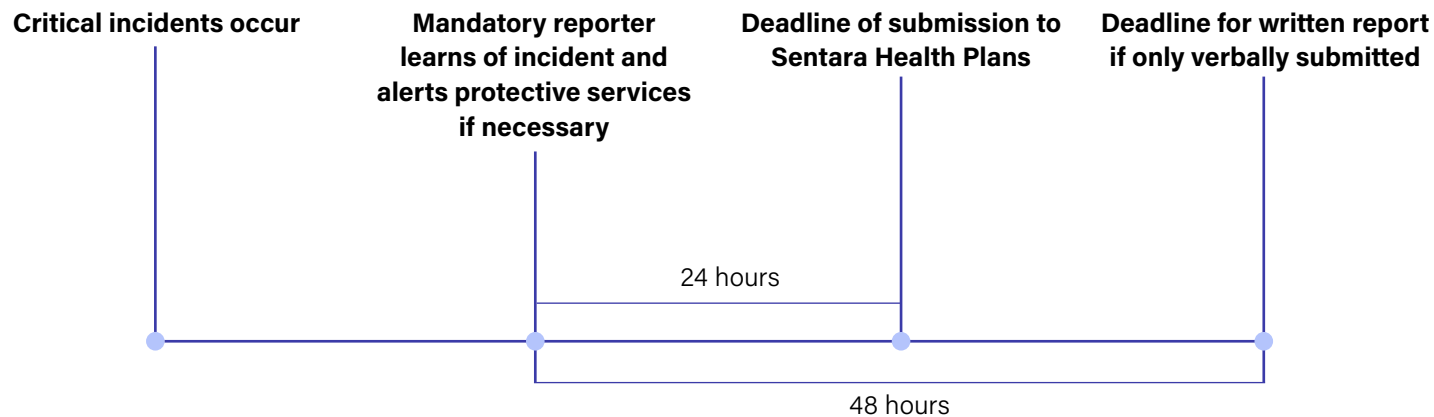 Critical incidents occur
Mandatory reporter
learns of incident and
alerts protective services
if necessary
Deadline of submission to
Sentara Health Plans
Deadline for written report
if only verbally submitted
24 hours
48 hours